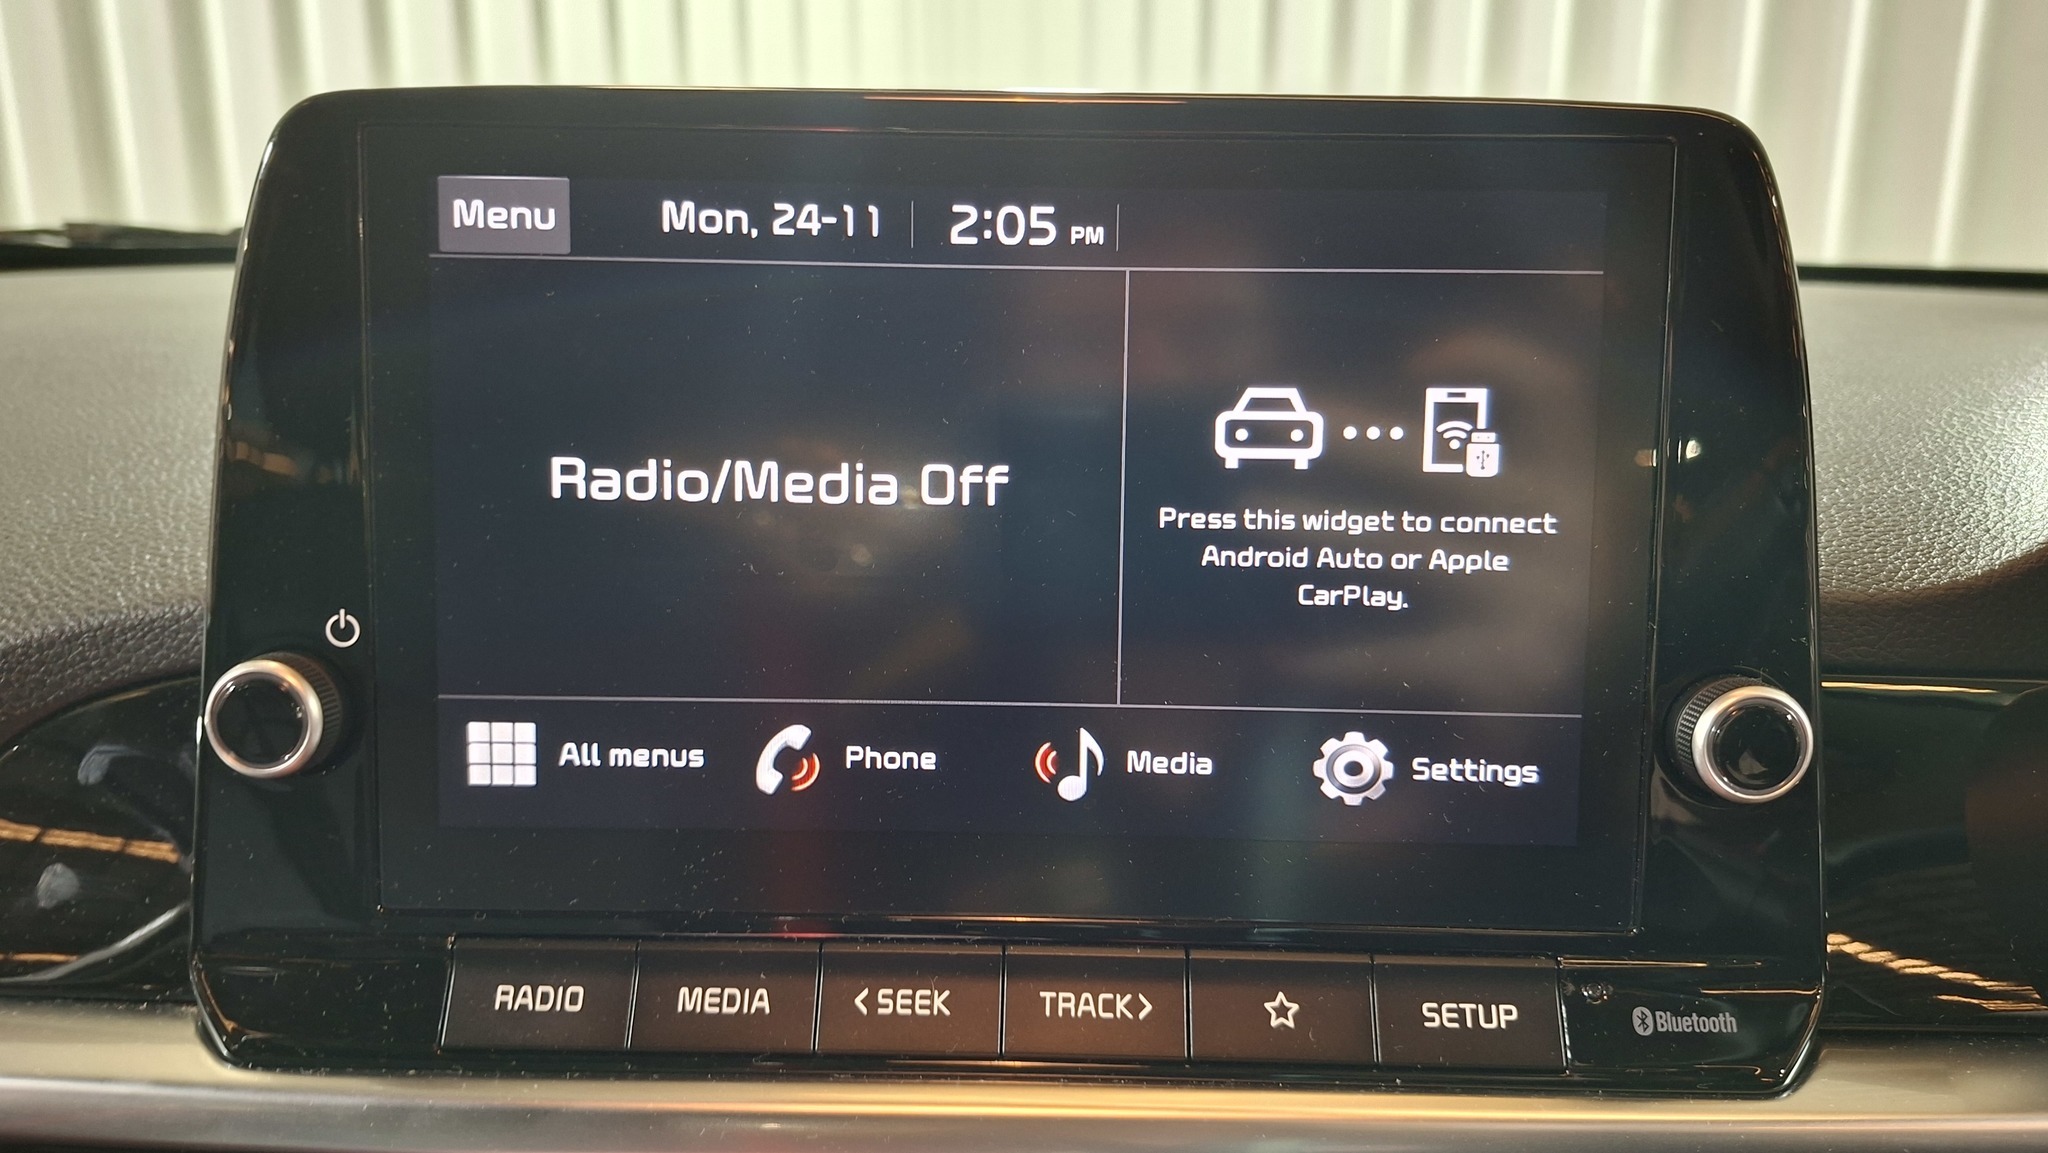 Menu Mon, 24-11 2:05 PM
Radio/Media Off
Press this widget to connect
Android Auto or Apple
CarPlay.
All menus Phone Media Settings
RADIO MEDIA <SEEK TRACK> SETUP Bluetooth